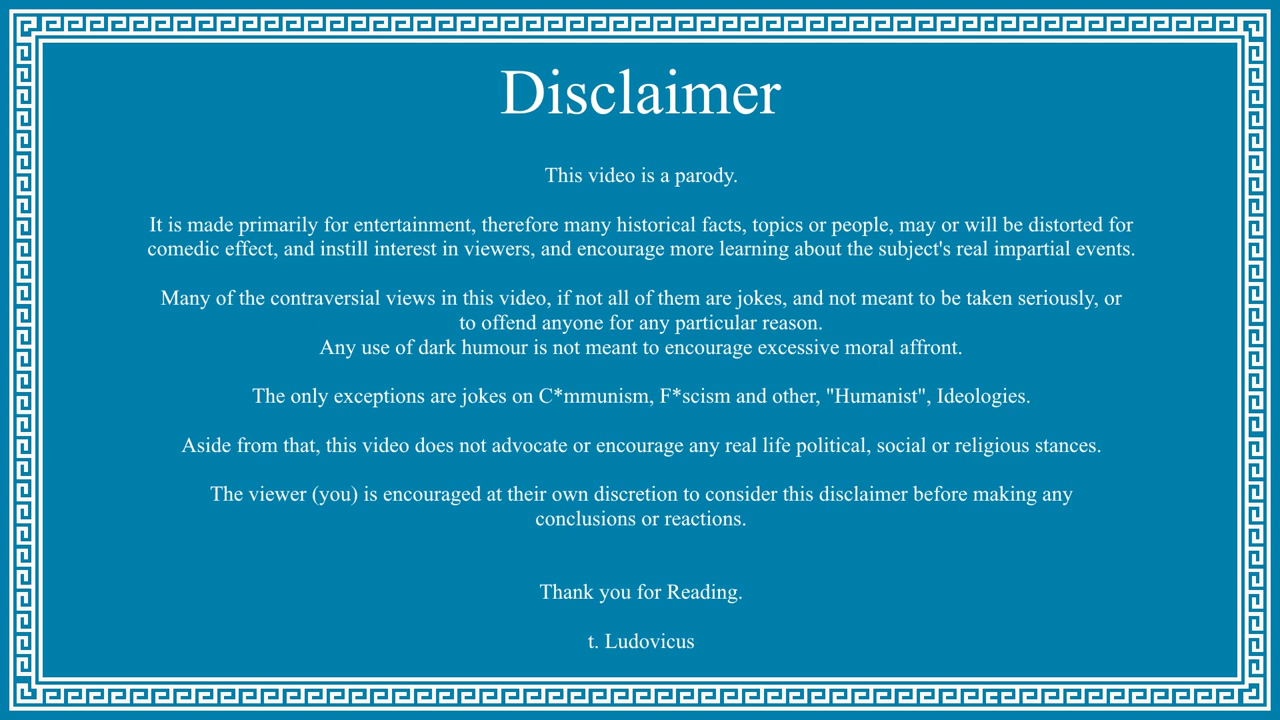 Disclaimer
This video is a parody.
It is made primarily for entertainment, therefore many historical facts, topics or people, may or will be distorted for
comedic effect, and instill interest in viewers, and encourage more learning about the subject's real impartial events.
Many of the contraversial views in this video, if not all of them are jokes, and not meant to be taken seriously, or
to offend anyone for any particular reason.
Any use of dark humour is not meant to encourage excessive moral affront.
The only exceptions are jokes on C*mmunism, F*scism and other, "Humanist", Ideologies.
Aside from that, this video does not advocate or encourage any real life political, social or religious stances.
The viewer (you) is encouraged at their own discretion to consider this disclaimer before making any
conclusions or reactions.
Thank you for Reading.
t. Ludovicus